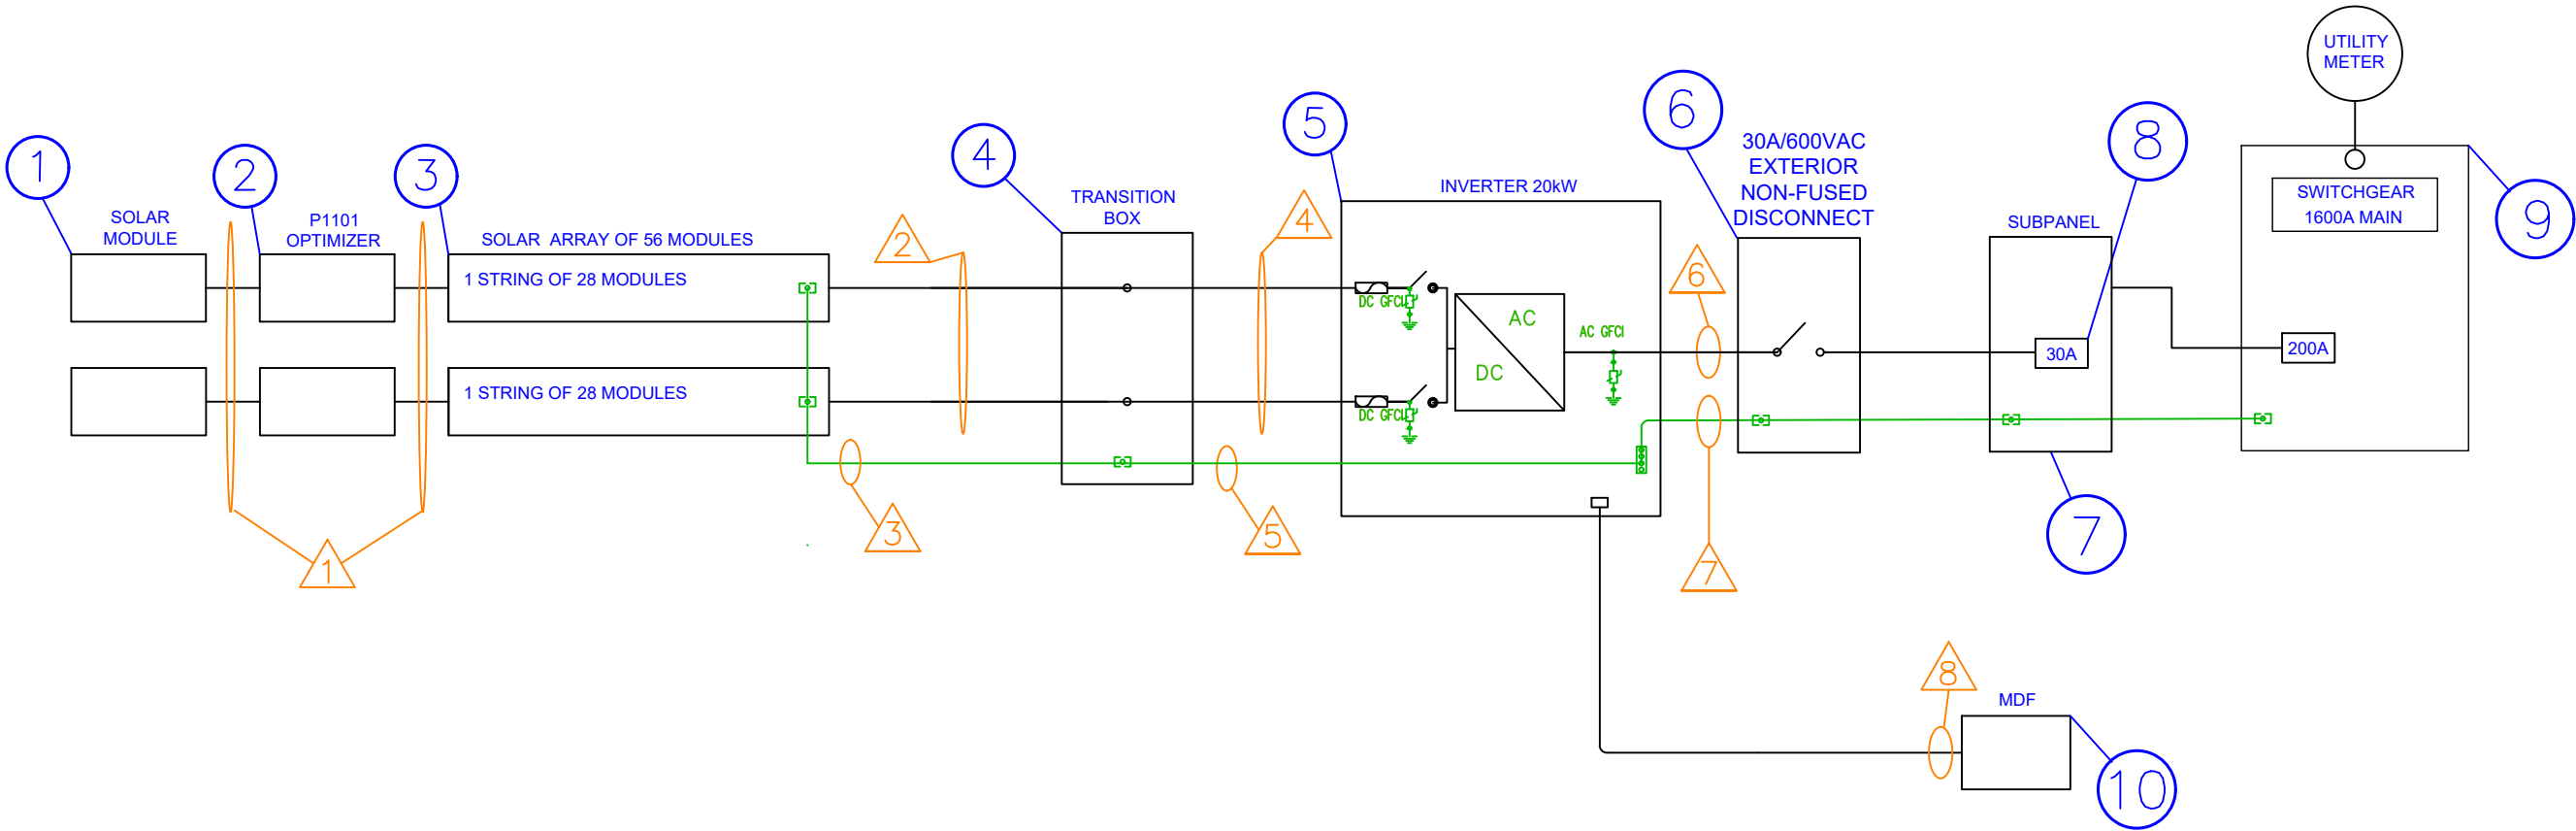 UTILITY
METER
1
2
3
4
5
6
8
9
30A/600VAC
EXTERIOR
NON-FUSED
DISCONNECT
SOLAR
MODULE
P1101
OPTIMIZER
SOLAR ARRAY OF 56 MODULES
TRANSITION
BOX
INVERTER 20kW
SUBPANEL
SWITCHGEAR
1600A MAIN
2
4
6
1 STRING OF 28 MODULES
DC GFCI
AC
DC
AC GFCI
30A
200A
1 STRING OF 28 MODULES
DC GFCI
3
5
1
7
7
8
MDF
10